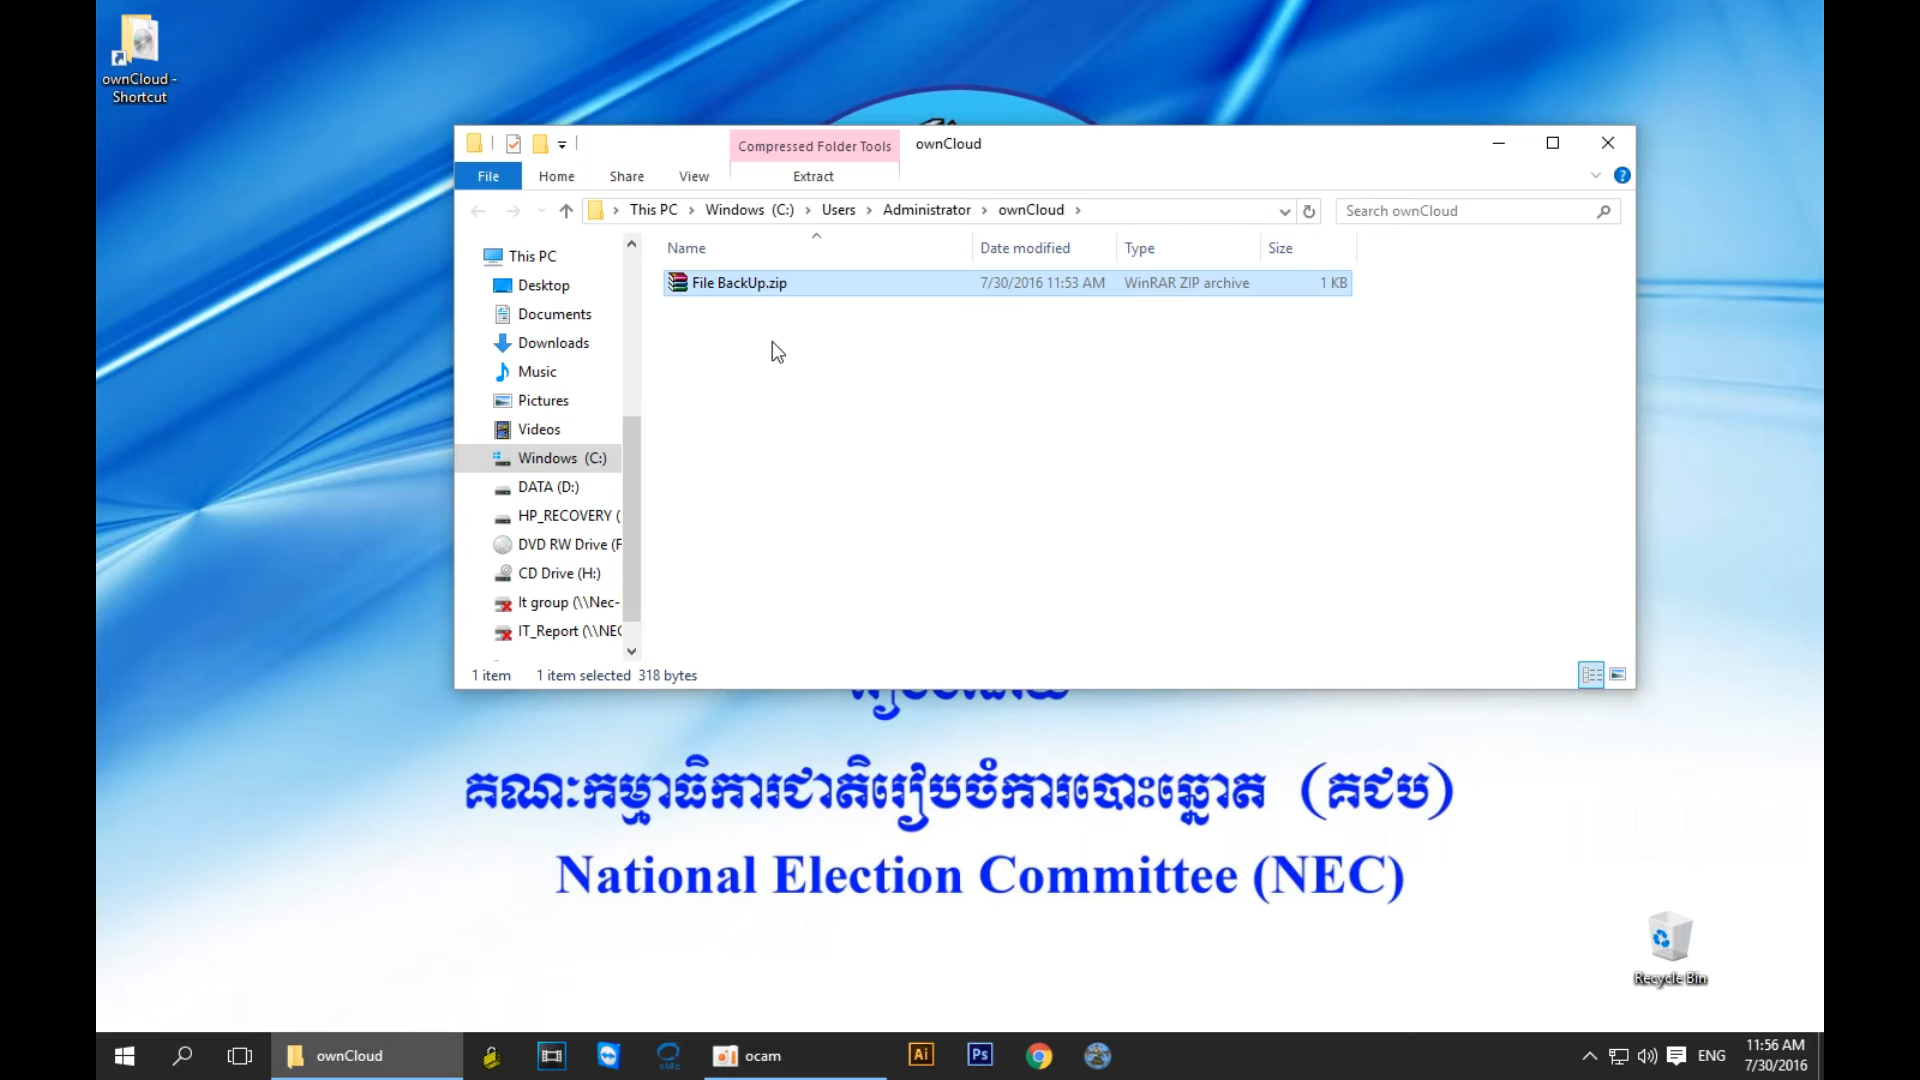 ownCloud -
Shortcut
Compressed Folder Tools
ownCloud
File
Home
Share
View
Extract
This PC
Windows (C:)
Users
Administrator
ownCloud
Search ownCloud
Name
Date modified
Type
Size
File BackUp.zip
7/30/2016 11:53 AM
WinRAR ZIP archive
1 KB
This PC
Desktop
Documents
Downloads
Music
Pictures
Videos
Windows (C:)
DATA (D:)
HP_RECOVERY (
DVD RW Drive (F
CD Drive (H:)
It group (\\Nec-
IT_Report (\\NEC
1 item
1 item selected 318 bytes
គណៈកម្មាធិការជាតិរៀបចំការបោះឆ្នោត (គជប)
National Election Committee (NEC)
Recycle Bin
ownCloud
ocam
Ai
Ps
ENG
11:56 AM
7/30/2016